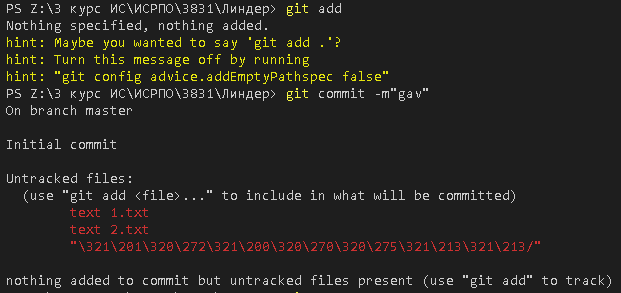 PS Z:\3 курс ИС\ИСРПО\3831\Линдер> git add
Nothing specified, nothing added.
hint: Maybe you wanted to say 'git add .'?
hint: Turn this message off by running
hint: "git config advice.addEmptyPathspec false"
PS Z:\3 курс ИС\ИСРПО\3831\Линдер> git commit -m"gav"
On branch master
Initial commit
Untracked files:
(use "git add <file>..." to include in what will be committed)
text 1.txt
text 2.txt
"\321\201\320\272\321\200\320\270\320\275\321\213\321\213/"
nothing added to commit but untracked files present (use "git add" to track)